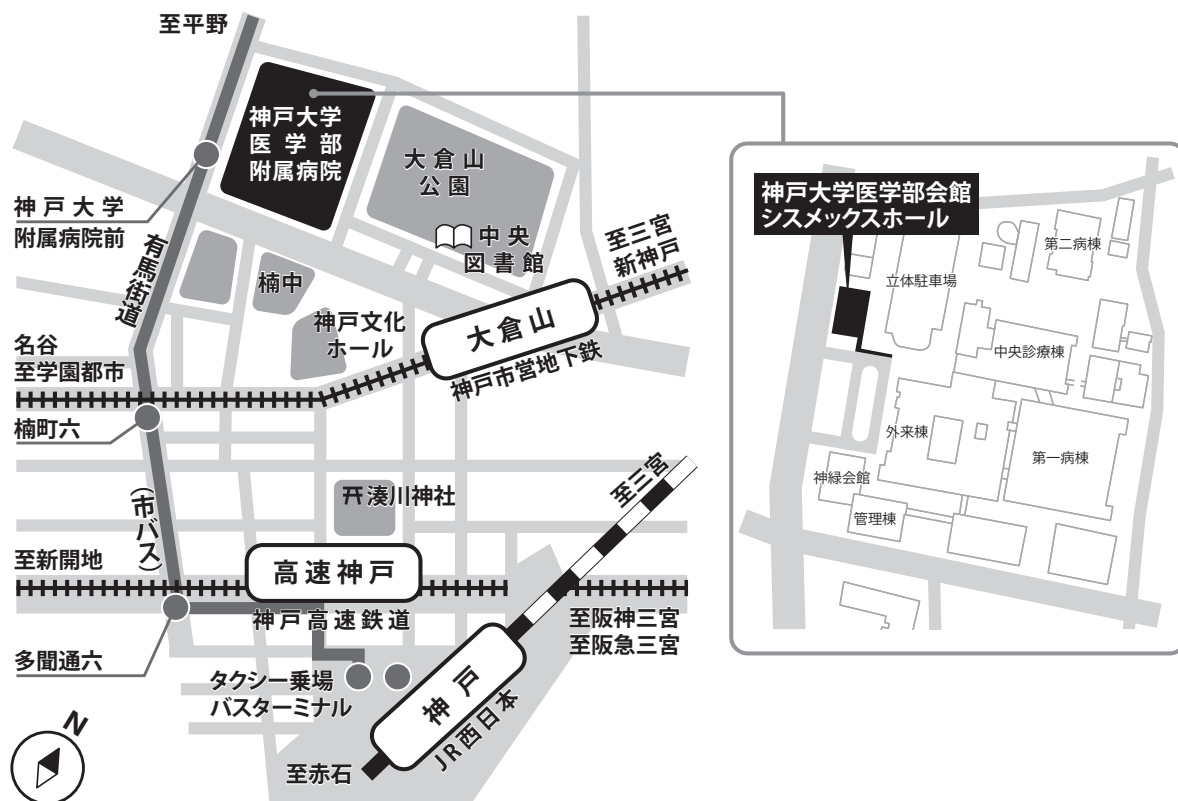 至平野
神戸大学
医学部
附属病院
大倉山
公園
中央
図書館
至三宮
新神戸
神戸大学
附属病院前
有馬街道
楠中
神戸文化
ホール
大倉山
神戸市営地下鉄
名谷
至学園都市
楠町六
(市バス)
湊川神社
至三宮
至新開地
高速神戸
神戸高速鉄道
至阪神三宮
至阪急三宮
多聞通六
タクシー乗場
バスターミナル
神戸
JR西日本
至赤石
N
神戸大学医学部会館
シスメックスホール
第二病棟
立体駐車場
中央診療棟
外来棟
第一病棟
神緑会館
管理棟